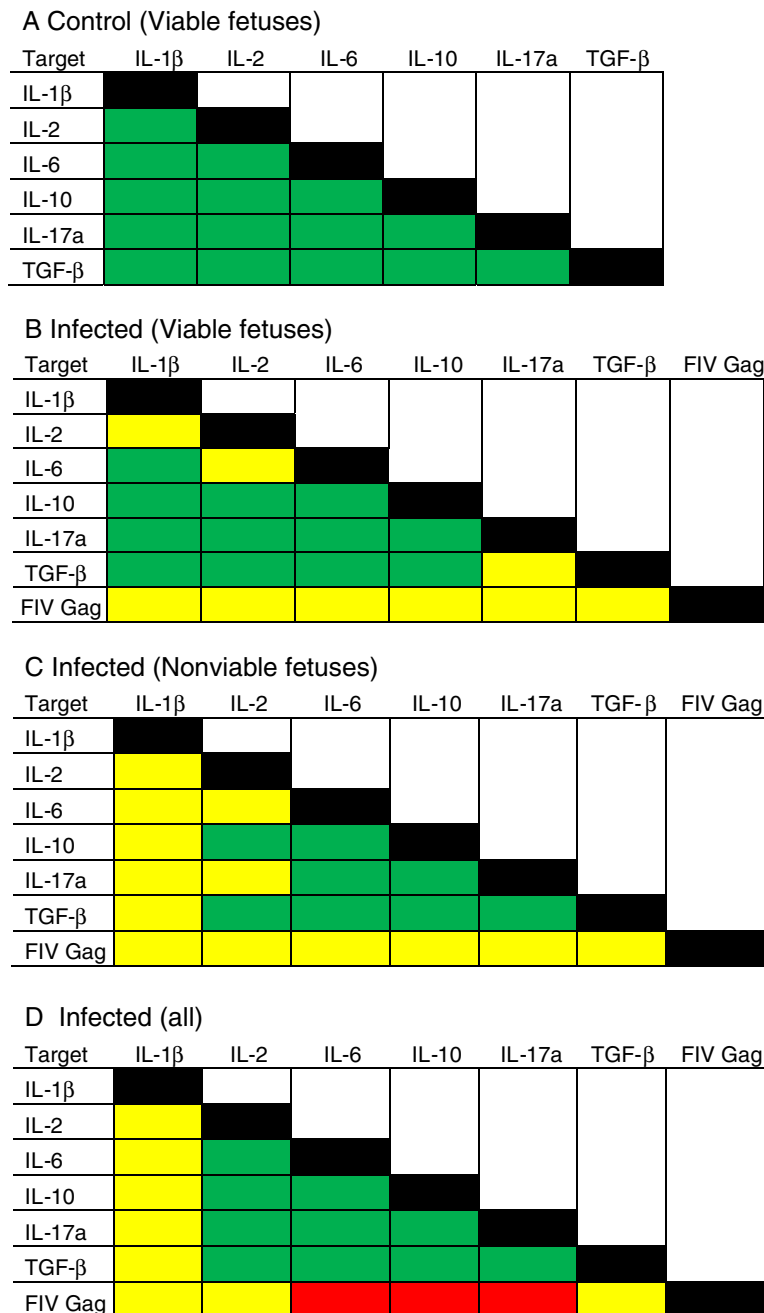 A Control (Viable fetuses)
Target IL-1β IL-2 IL-6 IL-10 IL-17a TGF-β
IL-1β
IL-2
IL-6
IL-10
IL-17a
TGF-β
B Infected (Viable fetuses)
Target IL-1β IL-2 IL-6 IL-10 IL-17a TGF-β FIV Gag
IL-1β
IL-2
IL-6
IL-10
IL-17a
TGF-β
FIV Gag
C Infected (Nonviable fetuses)
Target IL-1β IL-2 IL-6 IL-10 IL-17a TGF-β FIV Gag
IL-1β
IL-2
IL-6
IL-10
IL-17a
TGF-β
FIV Gag
D Infected (all)
Target IL-1β IL-2 IL-6 IL-10 IL-17a TGF-β FIV Gag
IL-1β
IL-2
IL-6
IL-10
IL-17a
TGF-β
FIV Gag